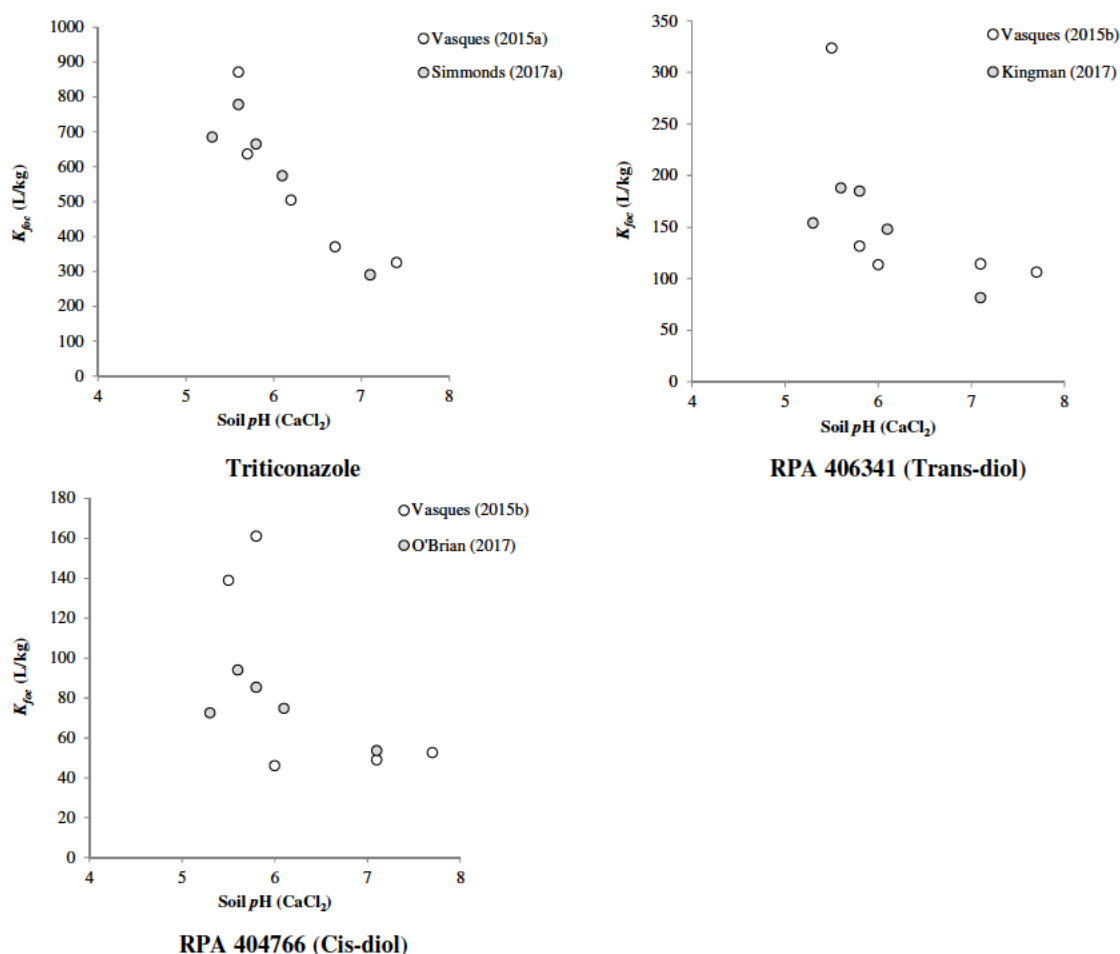 1000
900
800
700
600
500
400
300
200
100
0
K_foc (L/kg)
4 5 6 7 8
Soil pH (CaCl₂)
Vasques (2015a)
Simmonds (2017a)
Triticonazole
350
300
250
200
150
100
50
0
K_foc (L/kg)
4 5 6 7 8
Soil pH (CaCl₂)
Vasques (2015b)
Kingman (2017)
RPA 406341 (Trans-diol)
180
160
140
120
100
80
60
40
20
0
K_foc (L/kg)
4 5 6 7 8
Soil pH (CaCl₂)
Vasques (2015b)
O'Brian (2017)
RPA 404766 (Cis-diol)